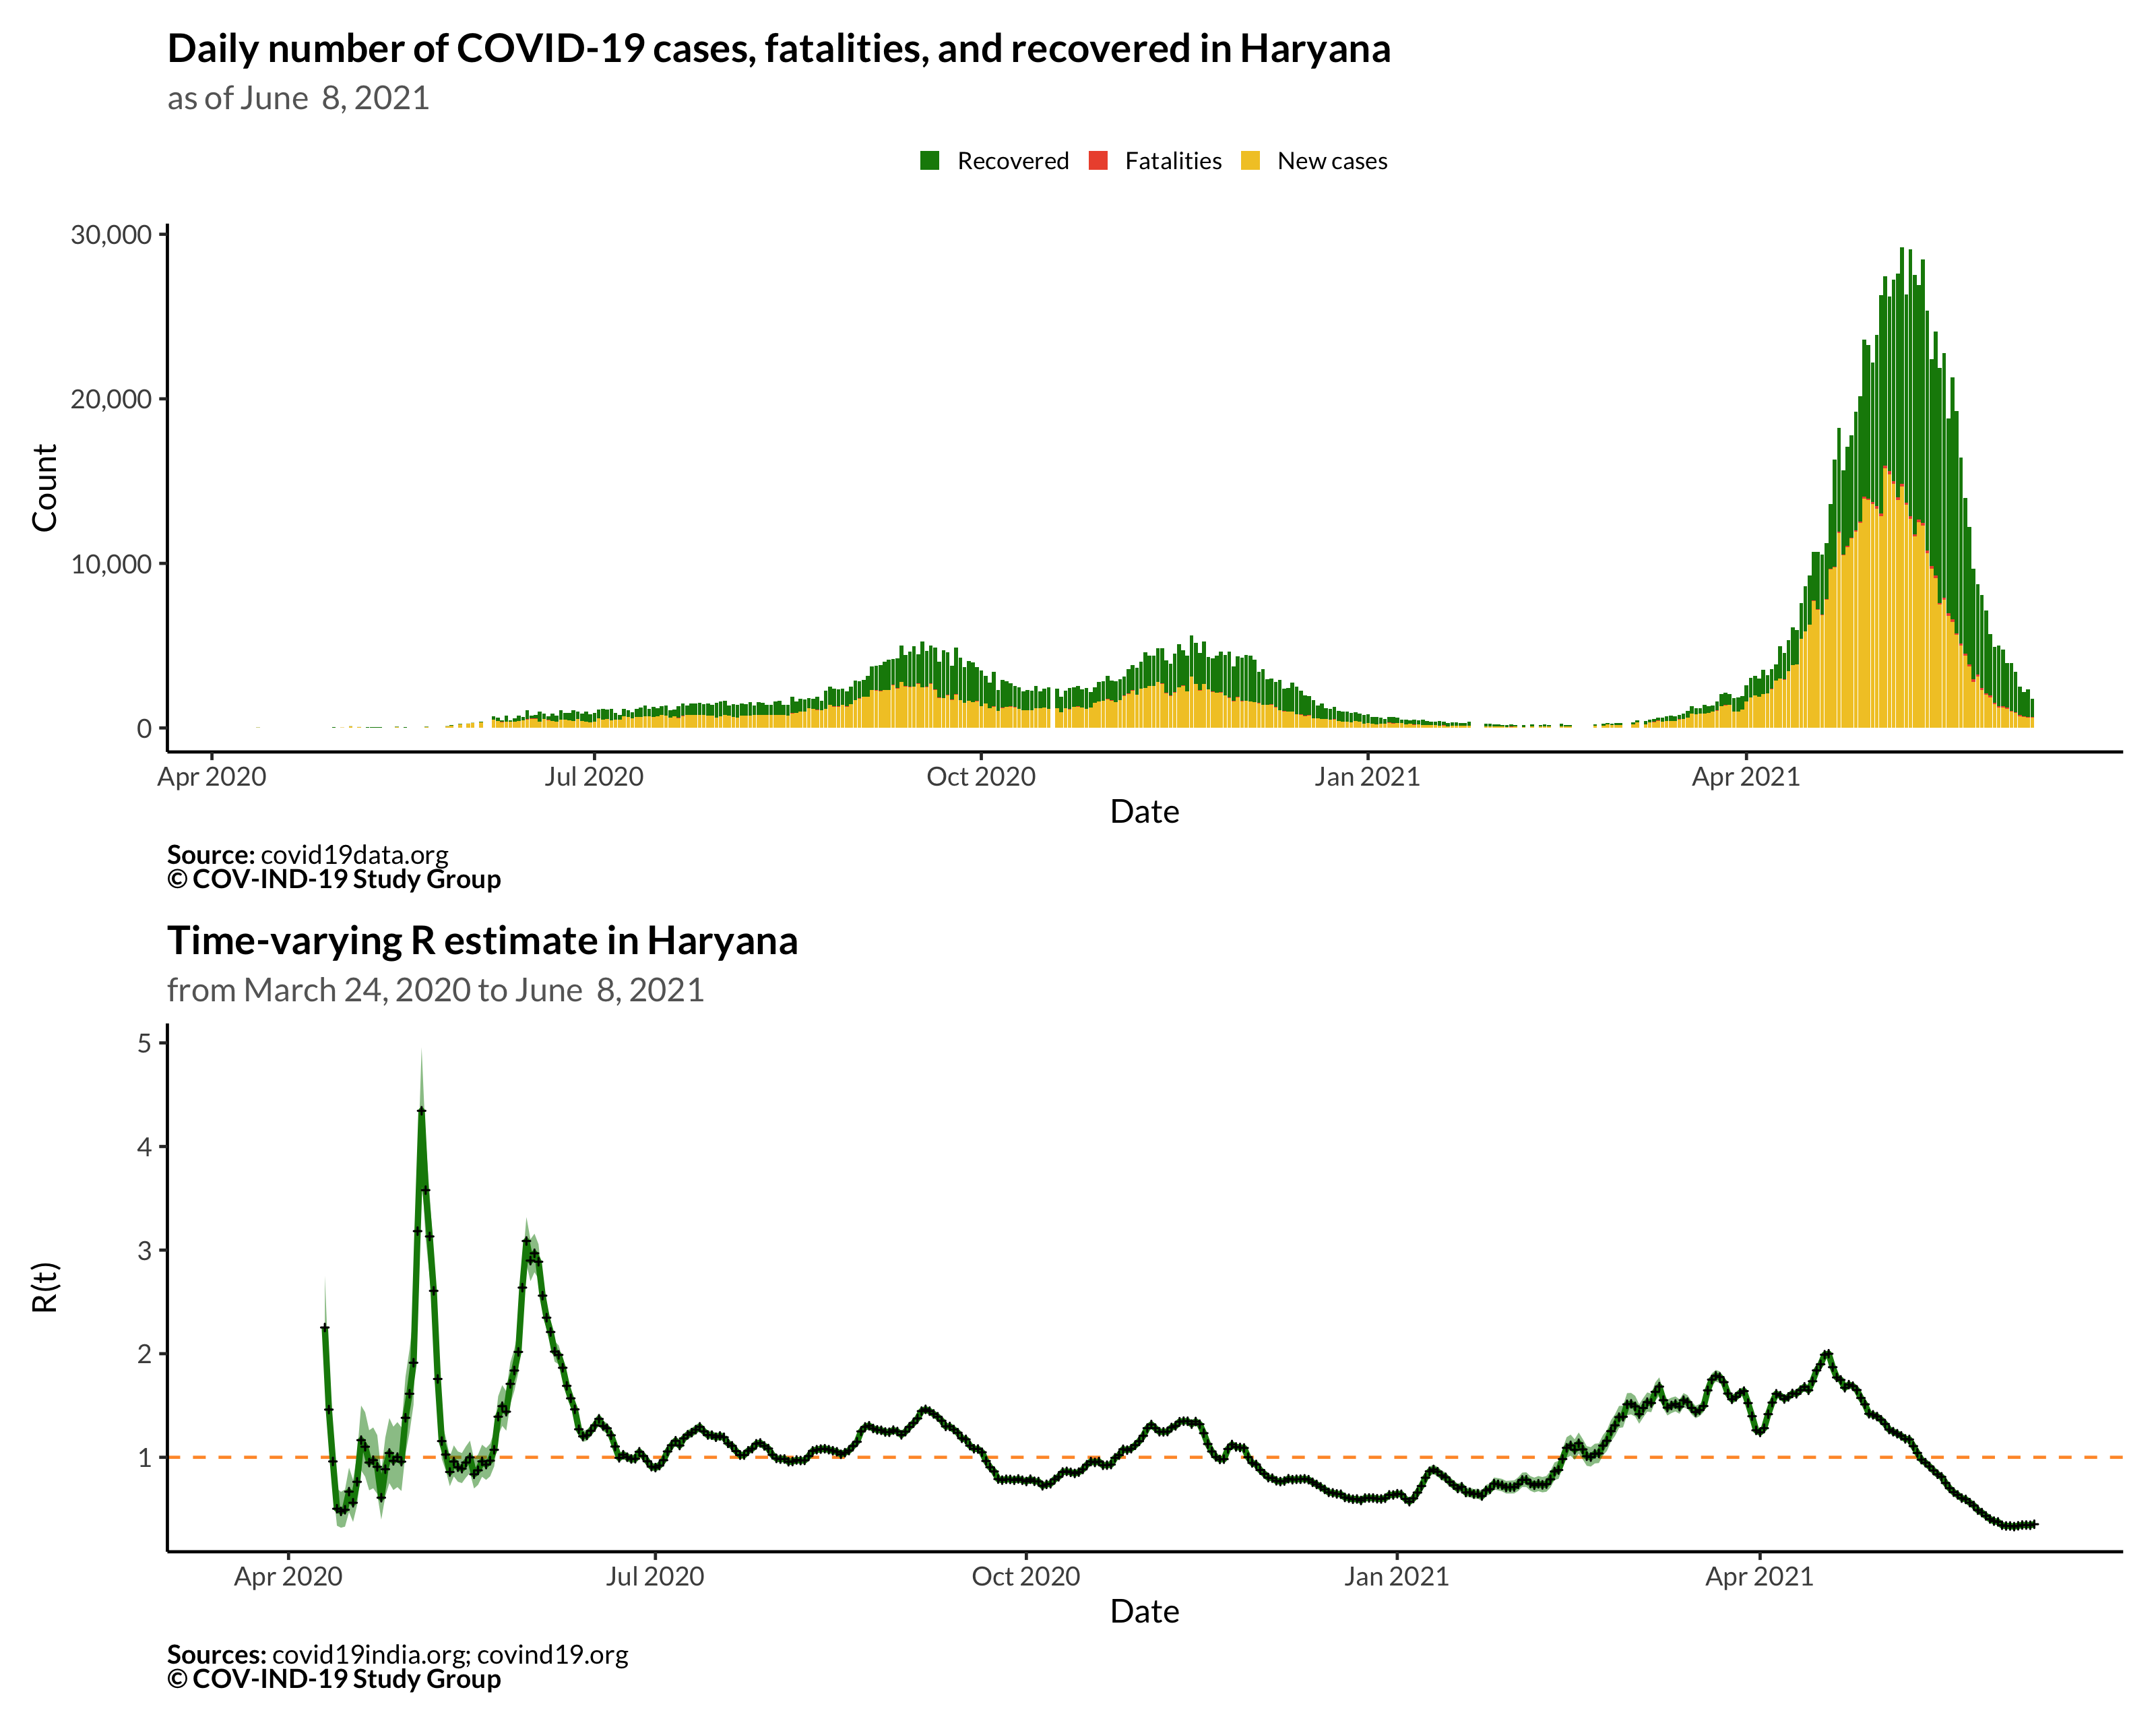 Daily number of COVID-19 cases, fatalities, and recovered in Haryana
as of June  8, 2021
Recovered Fatalities New cases
30,000
20,000
10,000
0
Count
Apr 2020 Jul 2020 Oct 2020 Jan 2021 Apr 2021
Date
Source: covid19data.org
© COV-IND-19 Study Group
Time-varying R estimate in Haryana
from March 24, 2020 to June  8, 2021
5
4
3
2
1
R(t)
Apr 2020 Jul 2020 Oct 2020 Jan 2021 Apr 2021
Date
Sources: covid19india.org; covind19.org
© COV-IND-19 Study Group